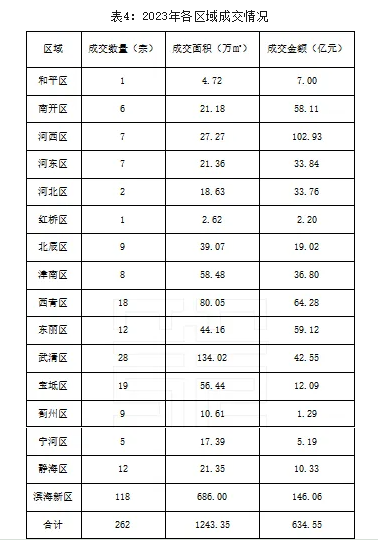 表4：2023年各区域成交情况
区域 成交数量（宗） 成交面积（万㎡） 成交金额（亿元）
和平区 1 4.72 7.00
南开区 6 21.18 58.11
河西区 7 27.27 102.93
河东区 7 21.36 33.84
河北区 2 18.63 33.76
红桥区 1 2.62 2.20
北辰区 9 39.07 19.02
津南区 8 58.48 36.80
西青区 18 80.05 64.28
东丽区 12 44.16 59.12
武清区 28 134.02 42.55
宝坻区 19 56.44 12.09
蓟州区 9 10.61 1.29
宁河区 5 17.39 5.19
静海区 12 21.35 10.33
滨海新区 118 686.00 146.06
合计 262 1243.35 634.55